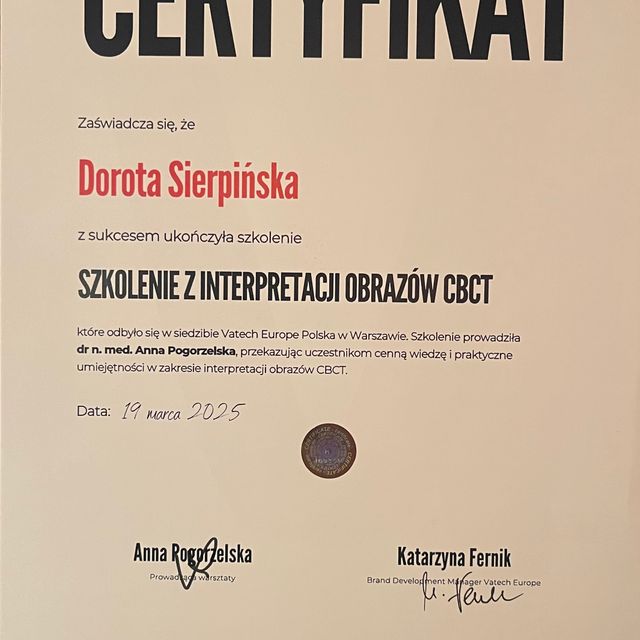 CERTYFIKAT
Zaświadcza się, że
Dorota Sierpińska
z sukcesem ukończyła szkolenie
SZKOLENIE Z INTERPRETACJI OBRAZÓW CBCT
które odbyło się w siedzibie Vatech Europe Polska w Warszawie. Szkolenie prowadziła
dr n. med. Anna Pogorzelska, przekazując uczestnikom cenną wiedzę i praktyczne
umiejętności w zakresie interpretacji obrazów CBCT.
Data: 19 marca 2025
Anna Pogorzelska
Prowadząca warsztaty
Katarzyna Fernik
Brand Development Manager Vatech Europe